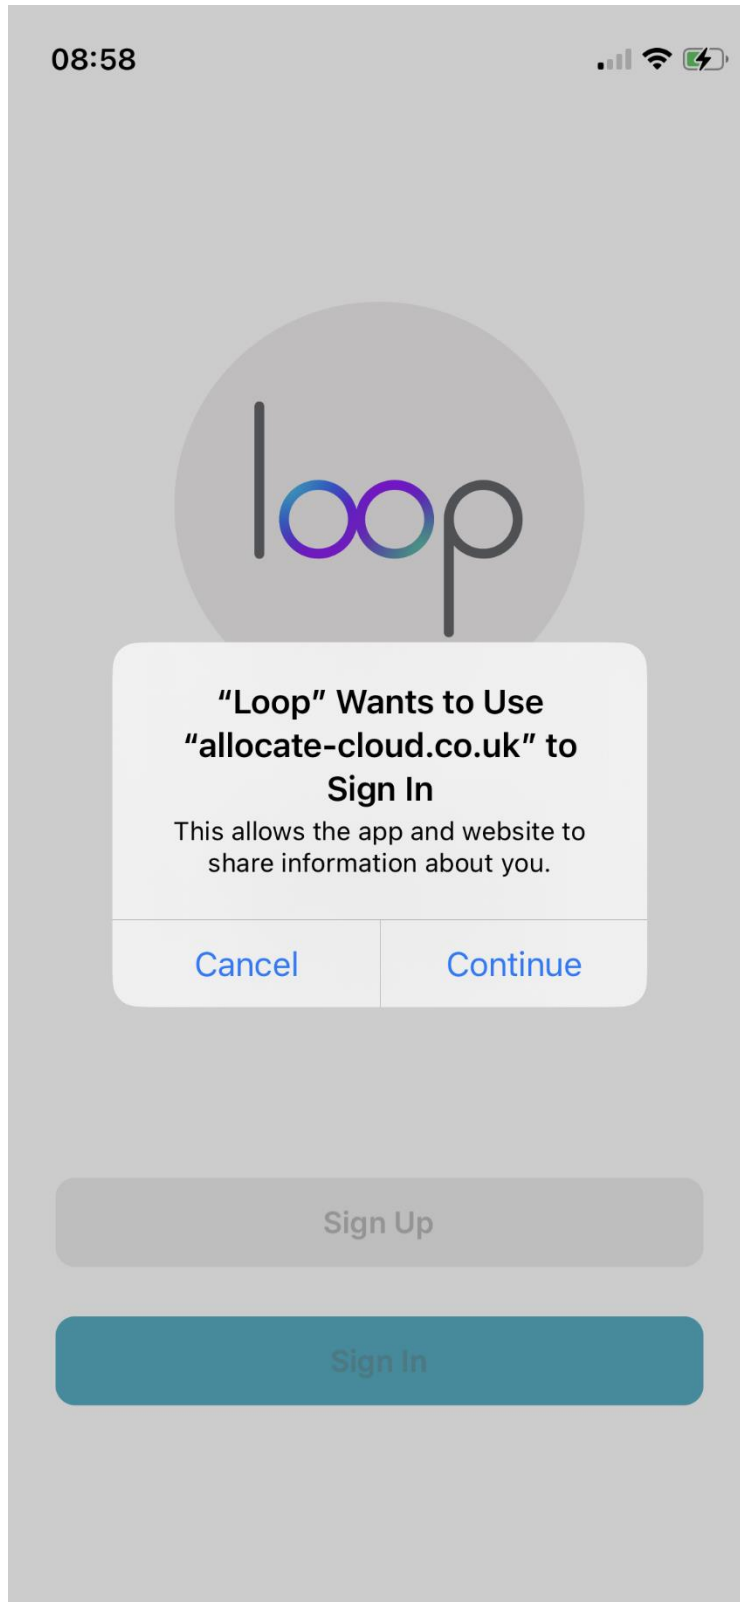 08:58
loop
“Loop” Wants to Use
“allocate-cloud.co.uk” to
Sign In
This allows the app and website to
share information about you.
Cancel
Continue
Sign Up
Sign In